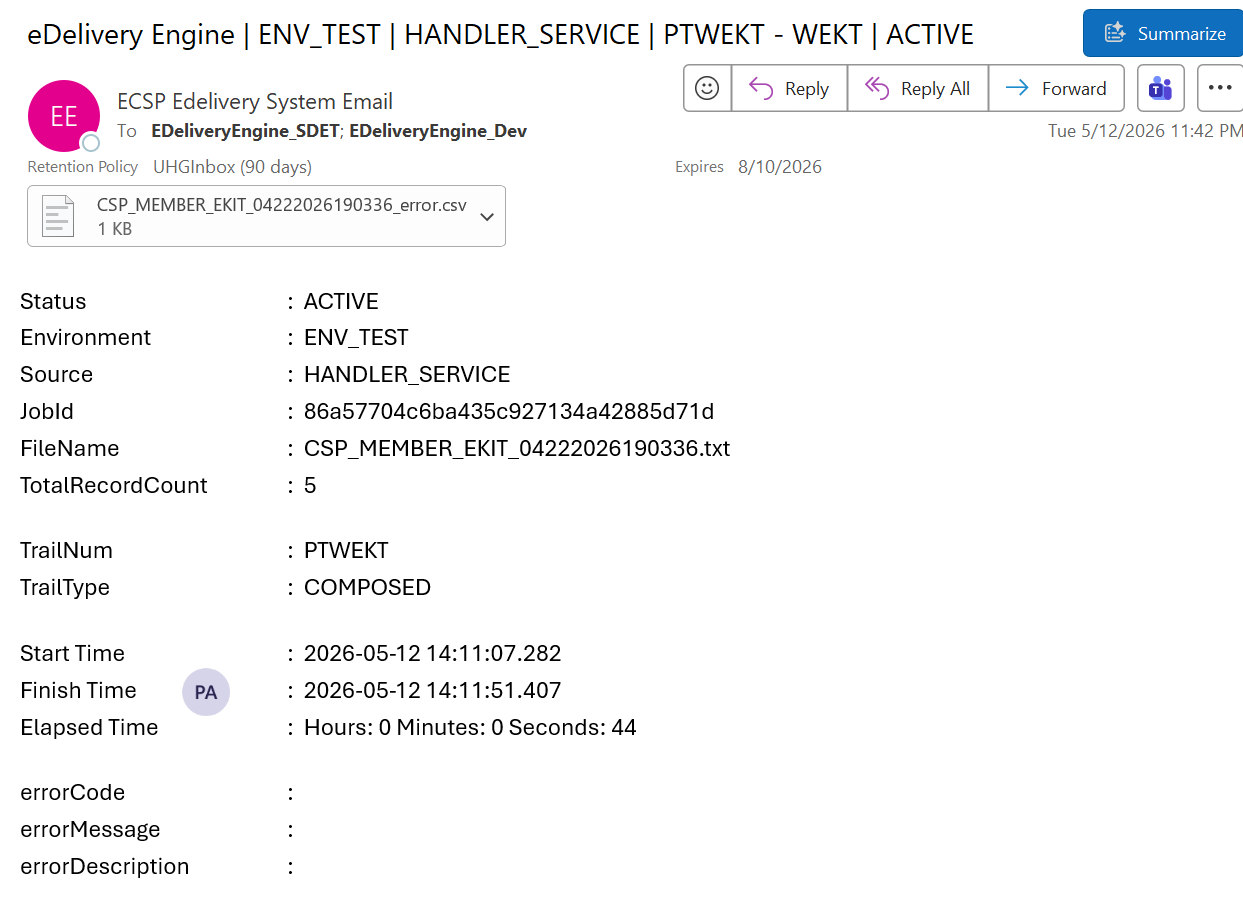 eDelivery Engine | ENV_TEST | HANDLER_SERVICE | PTWEKT - WEKT | ACTIVE
Summarize
EE
ECSP Edelivery System Email
To EDeliveryEngine_SDET; EDeliveryEngine_Dev
Reply
Reply All
Forward
T
Tue 5/12/2026 11:42 PM
Retention Policy UHGInbox (90 days)
Expires 8/10/2026
CSP_MEMBER_EKIT_04222026190336_error.csv
1 KB
Status : ACTIVE
Environment : ENV_TEST
Source : HANDLER_SERVICE
JobId : 86a57704c6ba435c927134a42885d71d
FileName : CSP_MEMBER_EKIT_04222026190336.txt
TotalRecordCount : 5
TrailNum : PTWEKT
TrailType : COMPOSED
Start Time : 2026-05-12 14:11:07.282
Finish Time PA : 2026-05-12 14:11:51.407
Elapsed Time : Hours: 0 Minutes: 0 Seconds: 44
errorCode :
errorMessage :
errorDescription :